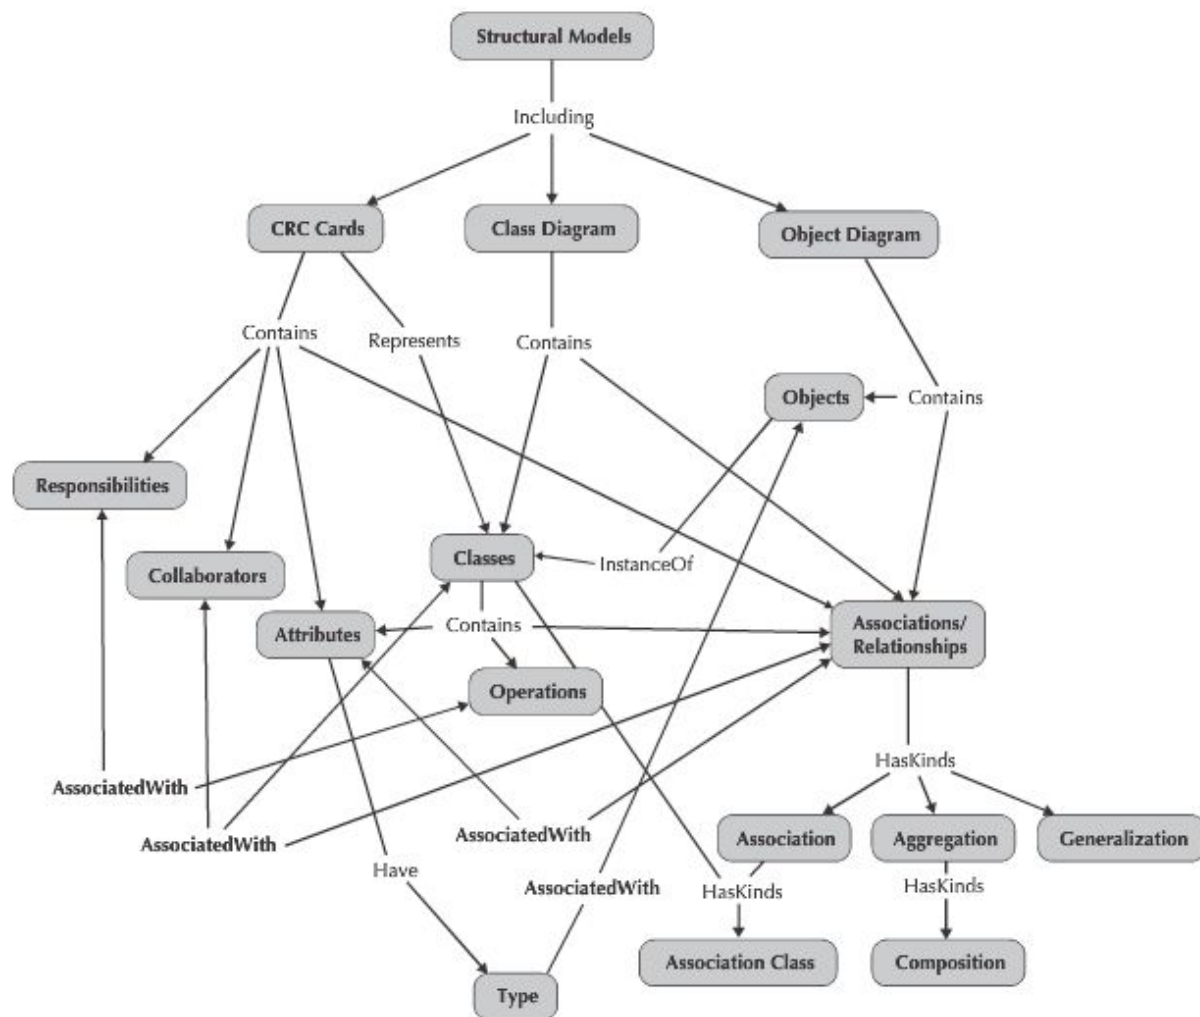 Structural Models
Including
CRC Cards
Class Diagram
Object Diagram
Contains
Represents
Contains
Objects
Contains
Responsibilities
Collaborators
Classes
InstanceOf
Attributes
Contains
Associations/
Relationships
Operations
HasKinds
AssociatedWith
AssociatedWith
AssociatedWith
Association
Aggregation
Generalization
Have
AssociatedWith
HasKinds
HasKinds
Association Class
Composition
Type